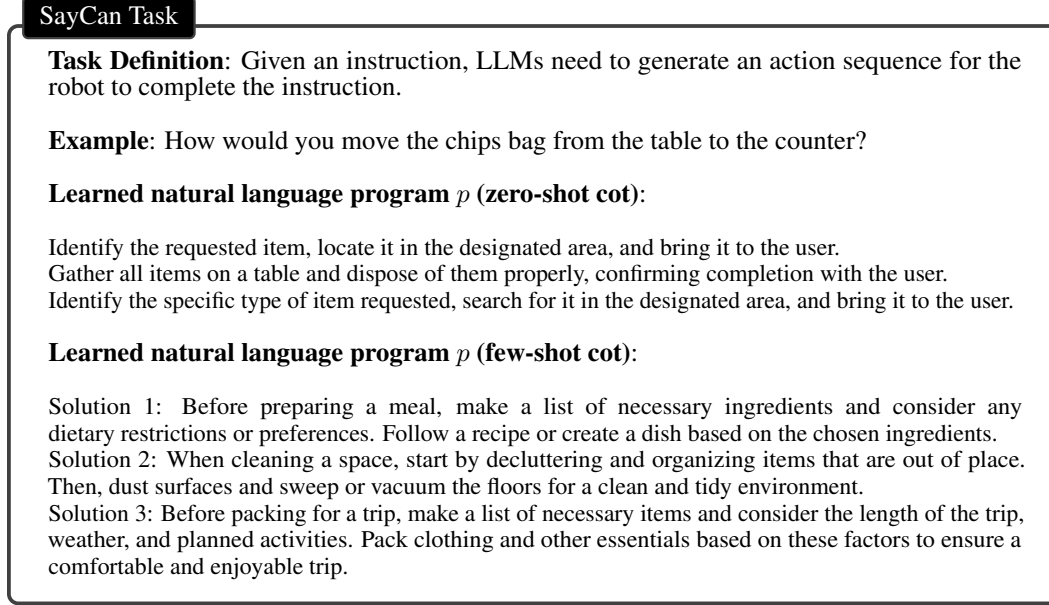 SayCan Task
Task Definition: Given an instruction, LLMs need to generate an action sequence for the
robot to complete the instruction.
Example: How would you move the chips bag from the table to the counter?
Learned natural language program p (zero-shot cot):
Identify the requested item, locate it in the designated area, and bring it to the user.
Gather all items on a table and dispose of them properly, confirming completion with the user.
Identify the specific type of item requested, search for it in the designated area, and bring it to the user.
Learned natural language program p (few-shot cot):
Solution 1: Before preparing a meal, make a list of necessary ingredients and consider any
dietary restrictions or preferences. Follow a recipe or create a dish based on the chosen ingredients.
Solution 2: When cleaning a space, start by decluttering and organizing items that are out of place.
Then, dust surfaces and sweep or vacuum the floors for a clean and tidy environment.
Solution 3: Before packing for a trip, make a list of necessary items and consider the length of the trip,
weather, and planned activities. Pack clothing and other essentials based on these factors to ensure a
comfortable and enjoyable trip.